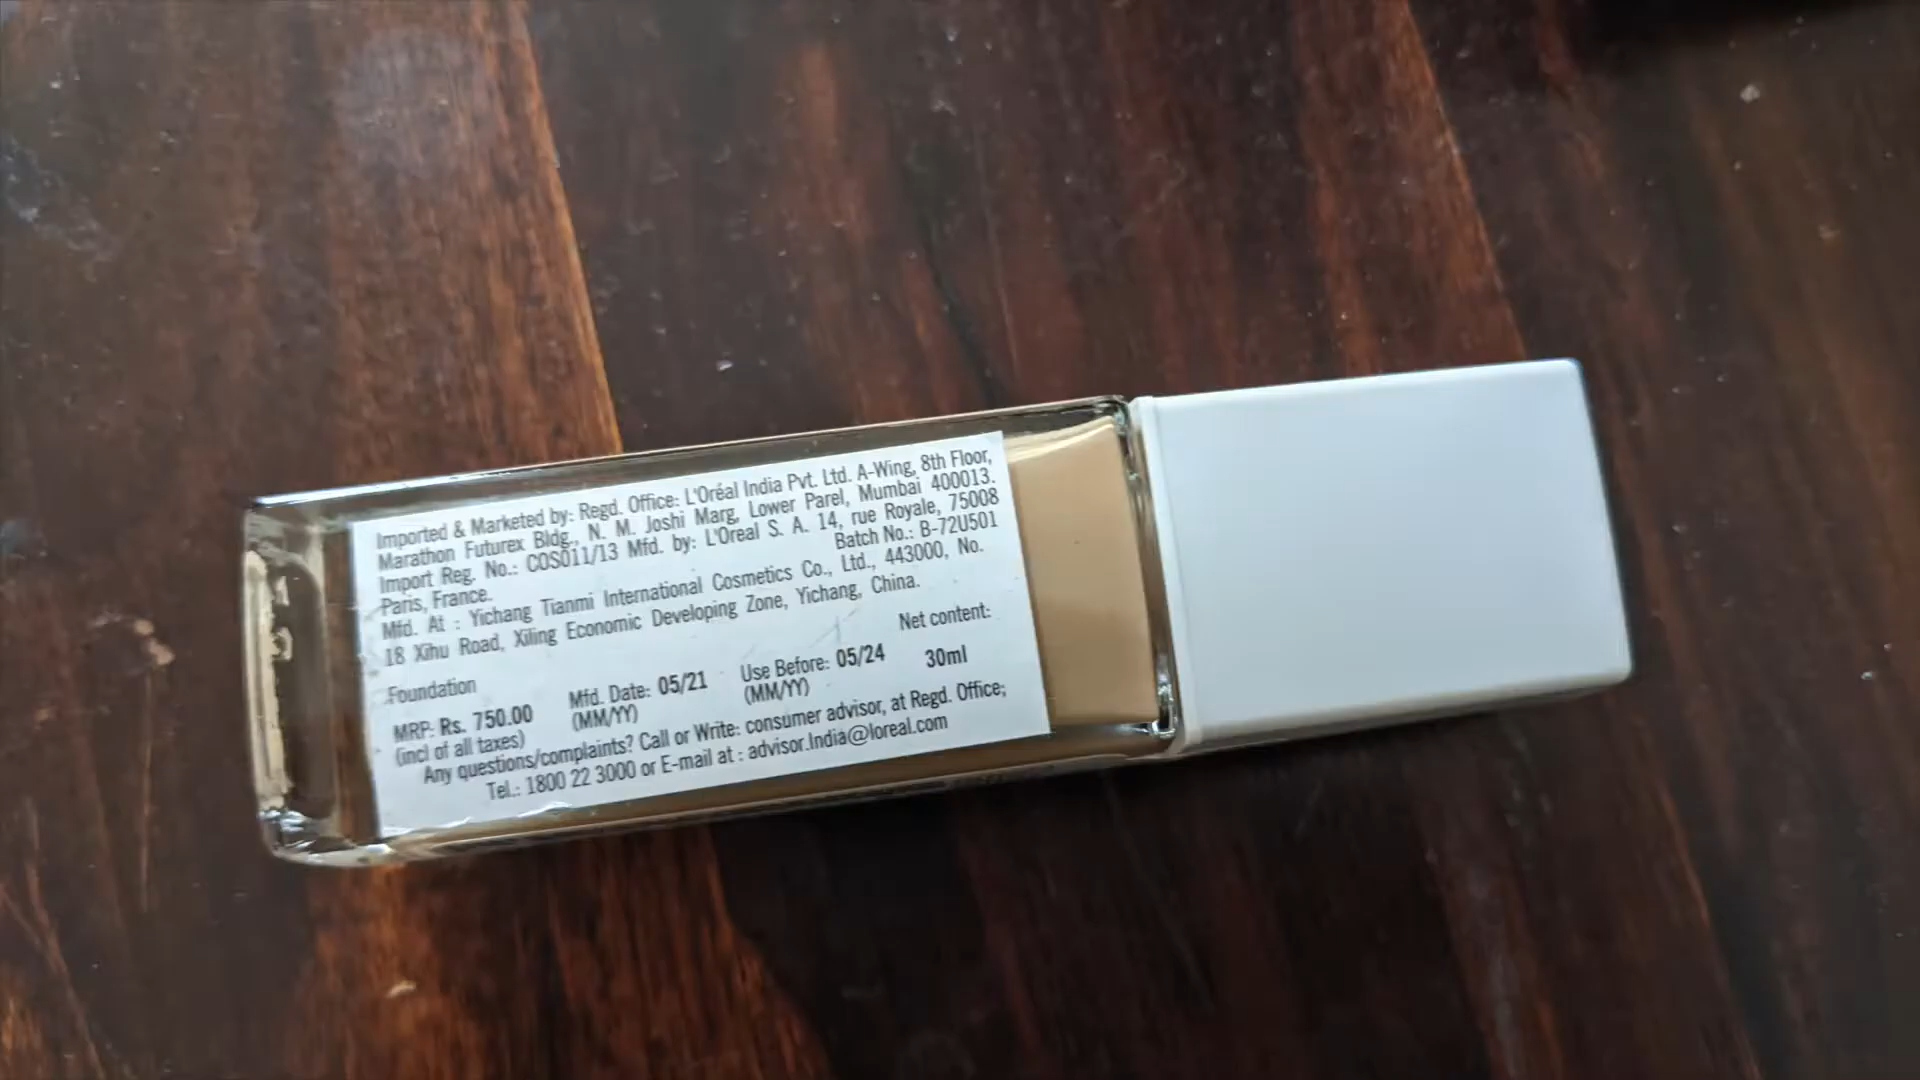 Imported & Marketed by: Regd. Office: L'Oréal India Pvt. Ltd. A-Wing, 8th Floor,
Marathon Futurex Bldg., N. M. Joshi Marg, Lower Parel, Mumbai 400013.
Import Reg. No.: COS011/13 Mfd. by: L'Oreal S. A. 14, rue Royale, 75008
Paris, France.
Batch No.: B-72U501
Mfd. At : Yichang Tianmi International Cosmetics Co., Ltd., 443000, No.
18 Xihu Road, Xiling Economic Developing Zone, Yichang, China.
Foundation
Net content:
MRP: Rs. 750.00 Mfd. Date: 05/21 Use Before: 05/24 30ml
(incl of all taxes) (MM/YY) (MM/YY)
Any questions/complaints? Call or Write: consumer advisor, at Regd. Office;
Tel.: 1800 22 3000 or E-mail at : advisor.India@loreal.com